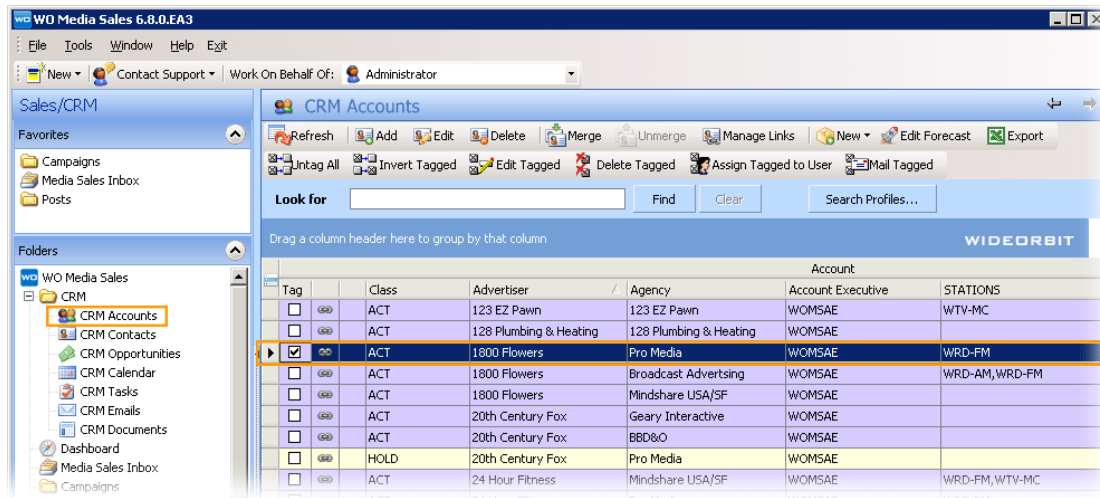 WO WO Media Sales 6.8.0.EA3
File Tools Window Help Exit
New Contact Support Work On Behalf Of: Administrator
Sales/CRM
Favorites
Campaigns
Media Sales Inbox
Posts
Folders
WO WO Media Sales
CRM
CRM Accounts
CRM Contacts
CRM Opportunities
CRM Calendar
CRM Tasks
CRM Emails
CRM Documents
Dashboard
Media Sales Inbox
Campaigns
CRM Accounts
Refresh Add Edit Delete Merge Unmerge Manage Links New Edit Forecast Export
Untag All Invert Tagged Edit Tagged Delete Tagged Assign Tagged to User Mail Tagged
Look for Find Clear Search Profiles...
Drag a column header here to group by that column WIDEORBIT
Account
Tag Class Advertiser Agency Account Executive STATIONS
ACT 123 EZ Pawn 123 EZ Pawn WOMSAE WTV-MC
ACT 128 Plumbing & Heating 128 Plumbing & Heating WOMSAE
ACT 1800 Flowers Pro Media WOMSAE WRD-FM
ACT 1800 Flowers Broadcast Advertsing WOMSAE WRD-AM,WRD-FM
ACT 1800 Flowers Mindshare USA/SF WOMSAE
ACT 20th Century Fox Geary Interactive WOMSAE
ACT 20th Century Fox BBD&O WOMSAE
HOLD 20th Century Fox Pro Media WOMSAE
ACT 24 Hour Fitness Mindshare USA/SF WOMSAE WRD-FM,WTV-MC